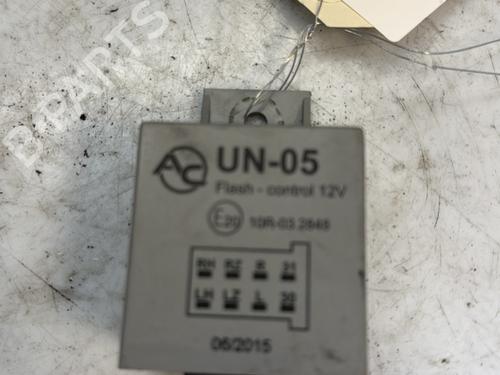 B-PARTS
AC
UN-05
Flash - control 12V
E20
10R-03 2848
RH RZ R 31
LH LZ L 30
06/2015